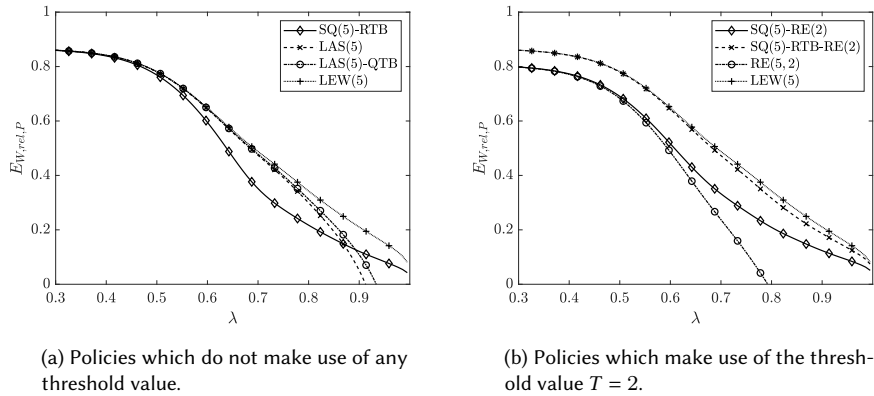 SQ(5)-RTB
LAS(5)
LAS(5)-QTB
LEW(5)
E_{W,rel,P}
1
0.8
0.6
0.4
0.2
0
0.3 0.4 0.5 0.6 0.7 0.8 0.9
λ
(a) Policies which do not make use of any
threshold value.
SQ(5)-RE(2)
SQ(5)-RTB-RE(2)
RE(5,2)
LEW(5)
E_{W,rel,P}
1
0.8
0.6
0.4
0.2
0
0.3 0.4 0.5 0.6 0.7 0.8 0.9
λ
(b) Policies which make use of the thresh-
old value T = 2.